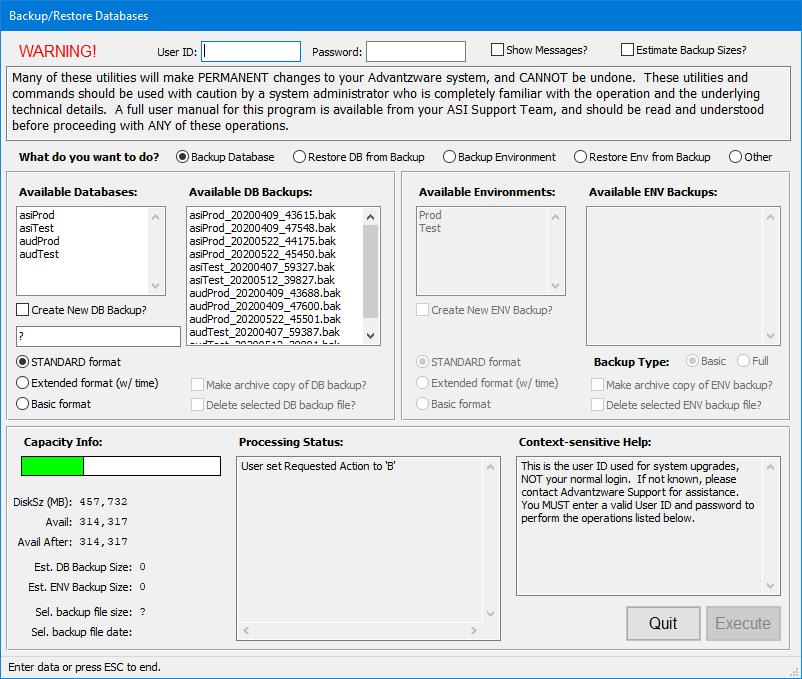 Backup/Restore Databases
WARNING!
User ID:
Password:
Show Messages?
Estimate Backup Sizes?
Many of these utilities will make PERMANENT changes to your Advantzware system, and CANNOT be undone. These utilities and
commands should be used with caution by a system administrator who is completely familiar with the operation and the underlying
technical details. A full user manual for this program is available from your ASI Support Team, and should be read and understood
before proceeding with ANY of these operations.
What do you want to do?
Backup Database
Restore DB from Backup
Backup Environment
Restore Env from Backup
Other
Available Databases:
asiProd
asiTest
audProd
audTest
Create New DB Backup?
?
STANDARD format
Extended format (w/ time)
Basic format
Available DB Backups:
asiProd_20200409_43615.bak
asiProd_20200409_47548.bak
asiProd_20200522_44175.bak
asiProd_20200522_45450.bak
asiTest_20200407_59327.bak
asiTest_20200512_39827.bak
audProd_20200409_43688.bak
audProd_20200409_47600.bak
audProd_20200522_45501.bak
audTest_20200407_59387.bak
Make archive copy of DB backup?
Delete selected DB backup file?
Available Environments:
Prod
Test
Create New ENV Backup?
STANDARD format
Extended format (w/ time)
Basic format
Available ENV Backups:
Backup Type:
Basic
Full
Make archive copy of ENV backup?
Delete selected ENV backup file?
Capacity Info:
DiskSz (MB): 457,732
Avail: 314,317
Avail After: 314,317
Est. DB Backup Size: 0
Est. ENV Backup Size: 0
Sel. backup file size: ?
Sel. backup file date:
Processing Status:
User set Requested Action to 'B'
Context-sensitive Help:
This is the user ID used for system upgrades,
NOT your normal login. If not known, please
contact Advantzware Support for assistance.
You MUST enter a valid User ID and password to
perform the operations listed below.
Quit
Execute
Enter data or press ESC to end.